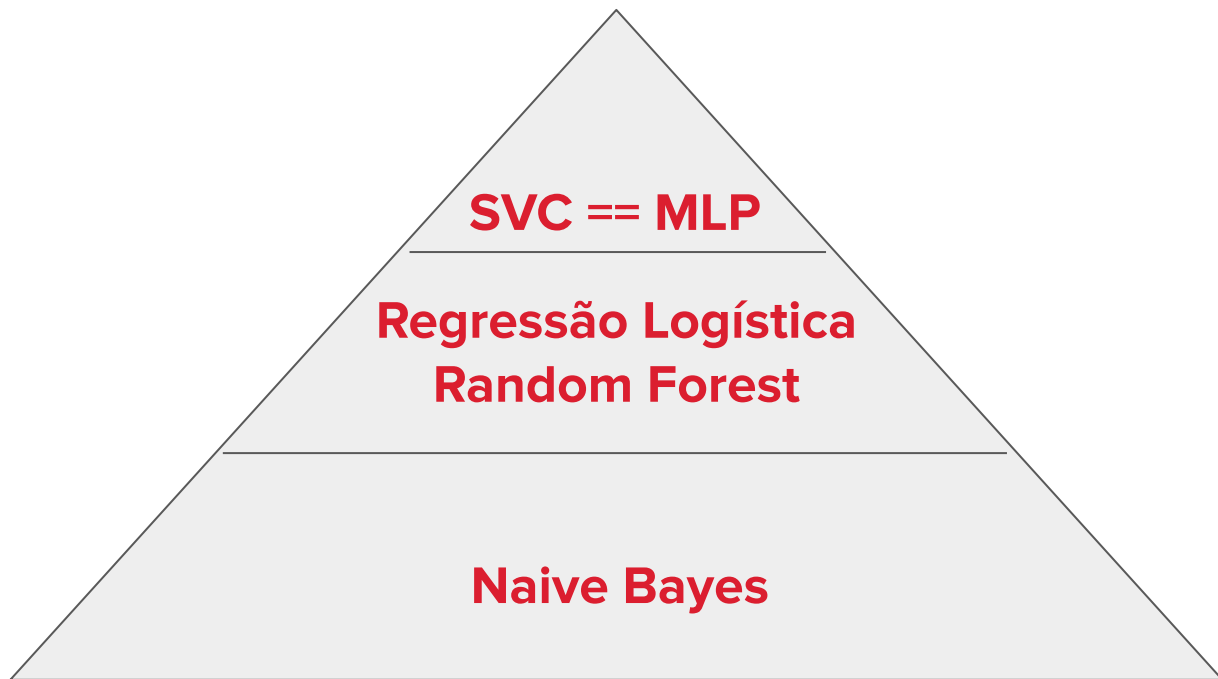 SVC == MLP
Regressão Logística
Random Forest
Naive Bayes